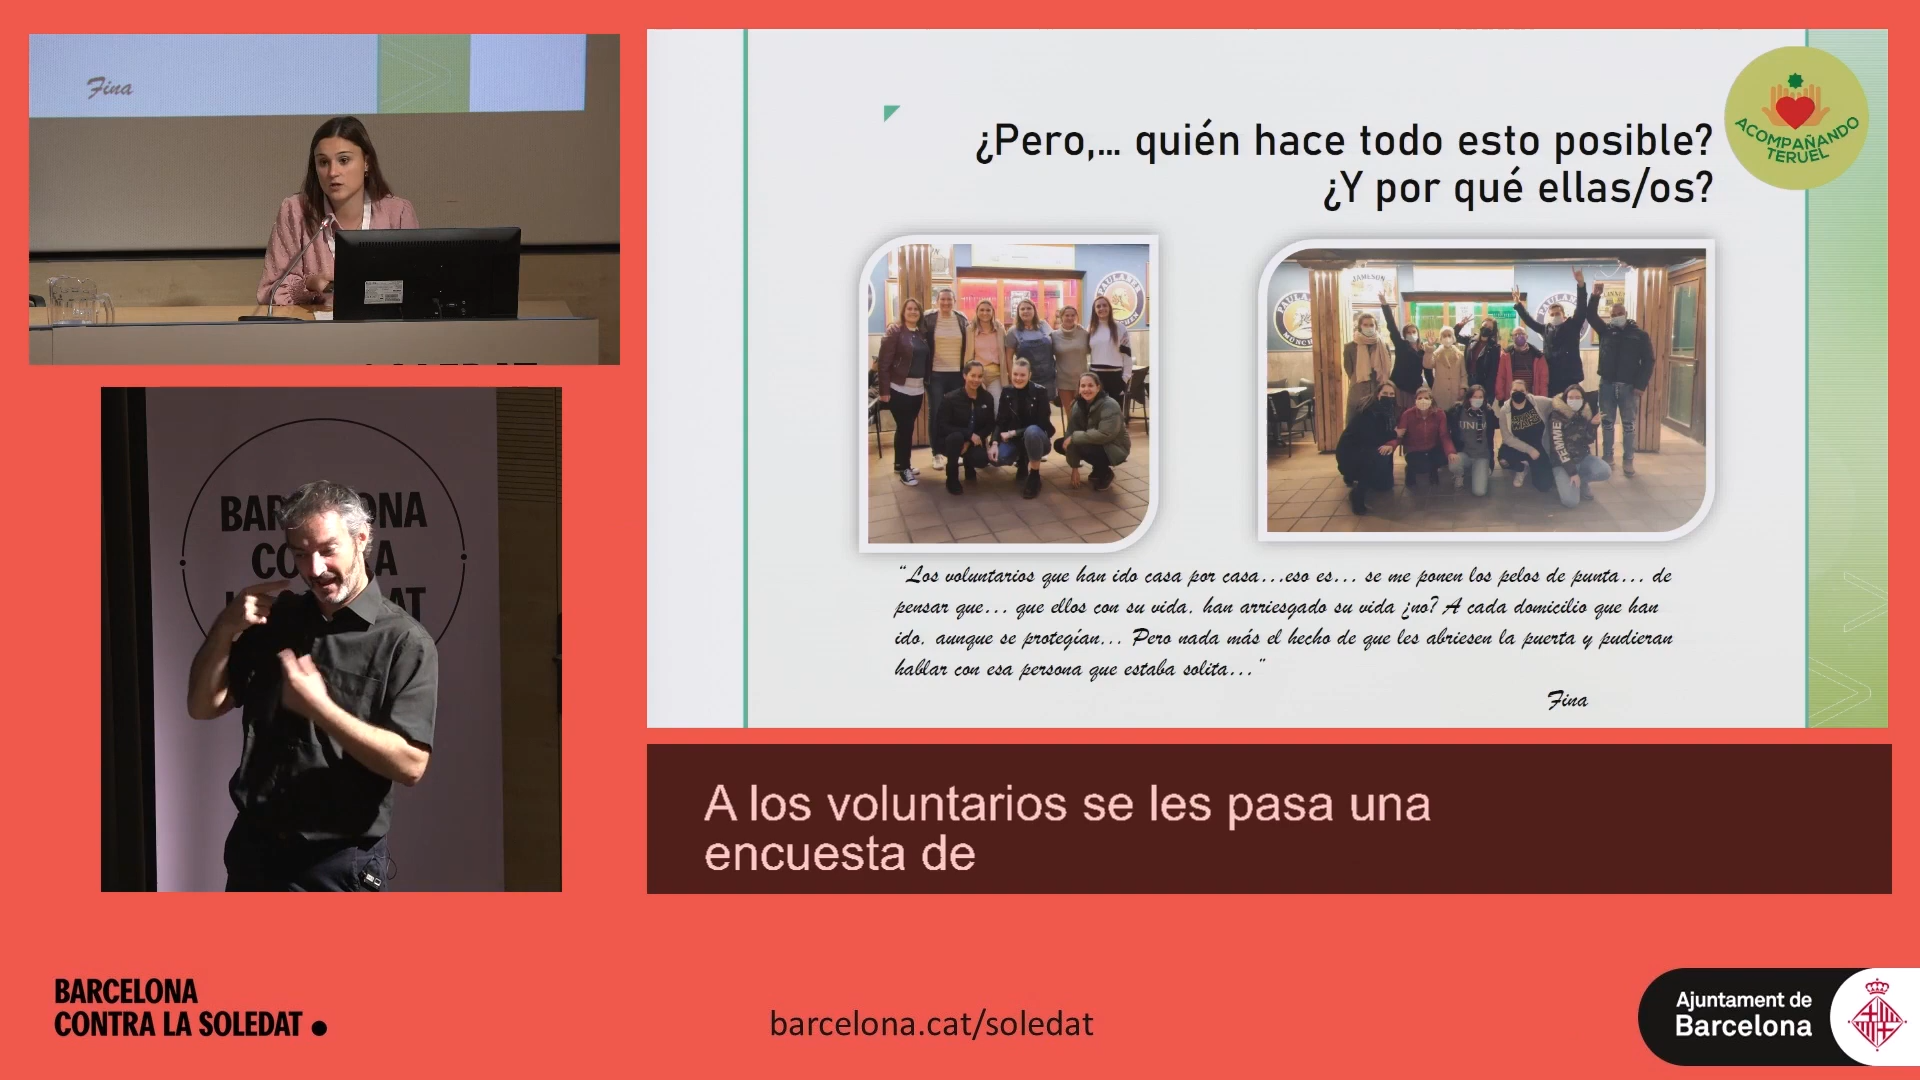 Fina
¿Pero,... quién hace todo esto posible?
¿Y por qué ellas/os?
ACOMPAÑANDO
TERUEL
JAMESON
PAULANER
MÜNCHEN
FEMME
“Los voluntarios que han ido casa por casa...eso es... se me ponen los pelos de punta... de
pensar que... que ellos con su vida, han arriesgado su vida ¿no? A cada domicilio que han
ido, aunque se protegían... Pero nada más el hecho de que les abriesen la puerta y pudieran
hablar con esa persona que estaba solita...”
Fina
A los voluntarios se les pasa una
encuesta de
BARCELONA
CONTRA LA SOLEDAT
barcelona.cat/soledat
Ajuntament de
Barcelona